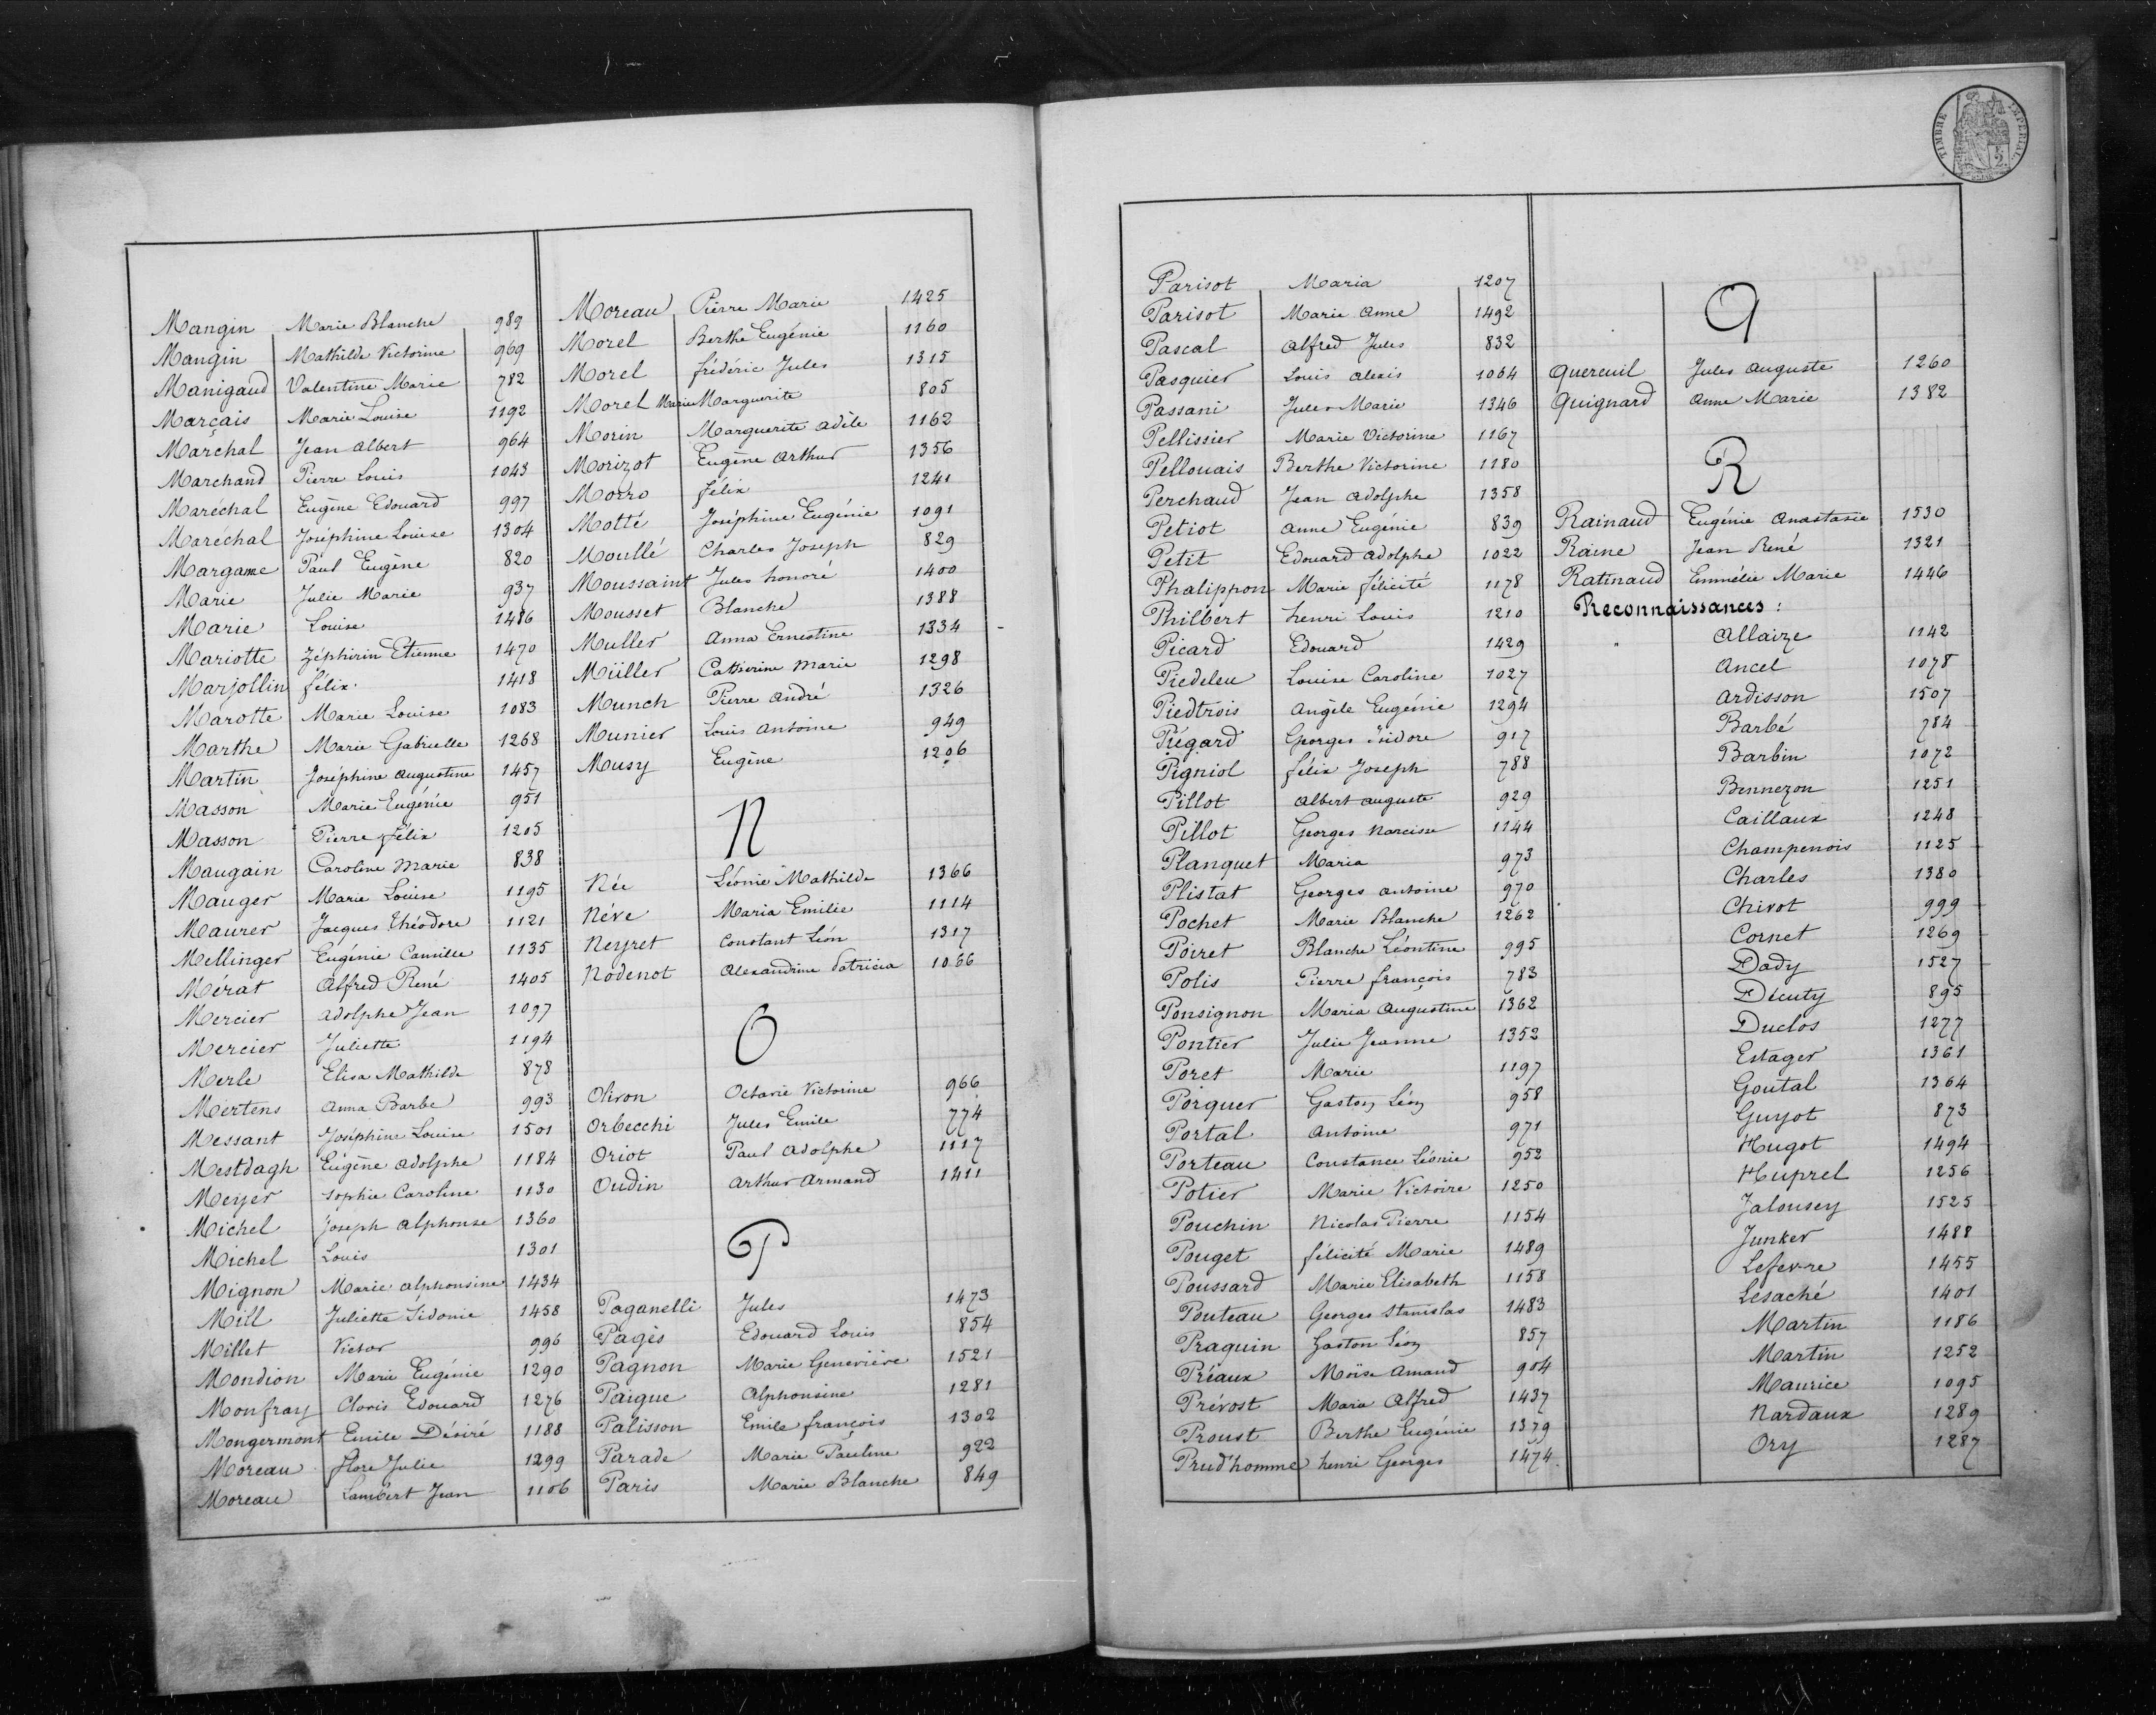 Mangin Marie Blanche 989
Mangin Mathilde Victorine 969
Manigaud Valentine Marie 782
Marçais Marie Louise 1192
Marchal Jean Albert 964
Marchand Pierre Louis 1043
Maréchal Eugène Edouard 997
Maréchal Joséphine Louise 1304
Margame Paul Eugène 820
Marie Julie Marie 937
Marie Louise 1486
Mariotte Zéphirin Etienne 1470
Marjollin félix 1418
Marotte Marie Louise 1083
Marthe Marie Gabrielle 1268
Martin Joséphine augustine 1457
Masson Marie Eugénie 951
Masson Pierre félix 1205
Maugain Caroline Marie 838
Mauger Marie Louise 1195
Maurer Jacques Théodore 1121
Mellinger Eugénie Camille 1135
Mérat Alfred René 1405
Mercier adolphe Jean 1097
Mercier Juliette 1194
Merle Elisa Mathilde 878
Mertens anna Barbe 993
Messant Joséphine Louise 1501
Mestdagh Eugène adolphe 1184
Meyer Sophie Caroline 1130
Michel Joseph alphonse 1360
Michel Louis 1301
Mignon Marie alphonsine 1434
Mill Juliette Sidonie 1458
Millet Victor 996
Mondion Marie Eugénie 1290
Monfray Clovis Edouard 1276
Mongermont Emile Désiré 1188
Moreau flore Julie 1299
Moreau Lambert Jean 1106
Moreau Pierre Marie 1425
Morel Berthe Eugénie 1160
Morel frédéric Jules 1315
Morel Marie Marguerite 805
Morin Marguerite adèle 1162
Morizot Eugène arthur 1356
Morro félix 1241
Motté Joséphine Eugénie 1091
Moullé Charles Joseph 829
Moussaint Jules honoré 1400
Mousset Blanche 1388
Muller anna Ernestine 1334
Müller Catherine Marie 1298
Munch Pierre andré 1326
Munier Louis antoine 949
Musy Eugène 1206
N
Née Léonie Mathilde 1366
Néve Maria Emilie 1114
Neyret Constant Léon 1317
Nodenot alexandrine Patricia 1066
O
Oliron Octavie Victorine 966
Orbecchi Jules Emile 774
Oriot Paul adolphe 1117
Oudin arthur armand 1411
P
Paganelli Jules 1473
Pagès Edouard Louis 854
Pagnon Marie Geneviève 1521
Paigue alphonsine 1281
Palisson Emile françois 1302
Parade Marie Pauline 922
Paris Marie Blanche 849
TIMBRE IMPERIAL
Parisot Maria 1207
Parisot Marie anne 1492
Pascal alfred Jules 832
Pasquier Louis alexis 1064
Passani Jules Marie 1346
Pellissier Marie Victorine 1167
Pellouais Berthe Victorine 1180
Perchaud Jean adolphe 1358
Petiot anne Eugénie 839
Petit Edouard adolphe 1022
Phalippon Marie félicité 1178
Philbert henri Louis 1210
Picard Edouard 1429
Piedeleu Louise Caroline 1027
Piedtrois angèle Eugénie 1294
Piégard Georges isidore 917
Pigniol félix Joseph 788
Pillot albert auguste 929
Pillot Georges narcisse 1144
Planquet Maria 973
Plistat Georges antoine 970
Pochet Marie Blanche 1262
Poiret Blanche Léontine 995
Polis Pierre françois 783
Ponsignon Maria augustine 1362
Pontier Julie Jeanne 1352
Poret Marie 1197
Porquer Gaston Léon 958
Portal antoine 971
Porteau Constance Léonie 952
Potier Marie Victoire 1250
Pouchin nicolas Pierre 1154
Pouget félicité Marie 1489
Poussard Marie Elisabeth 1158
Pouteau Georges Stanislas 1483
Praquin Gaston Léon 857
Préaux Moïse amand 904
Prévost Marie alfred 1437
Proust Berthe Eugénie 1379
Prud'homme henri Georges 1474
Q
Quereuil Jules auguste 1260
Quignard anne Marie 1382
R
Rainaud Eugénie anastasie 1530
Raine Jean René 1321
Ratinaud Emmélie Marie 1446
Reconnaissances :
allaize 1142
ancel 1078
ardisson 1507
Barbé 784
Barbin 1072
Bennezon 1251
Caillaux 1248
Champenois 1125
Charles 1380
Chivot 999
Cornet 1269
Dady 1527
Décuty 895
Duclos 1277
Estager 1361
Goutal 1364
Guyot 873
Hugot 1494
Huprel 1256
Jalousey 1525
Junker 1488
Lefevre 1455
Lesaché 1401
Martin 1186
Martin 1252
Maurice 1095
Nardaux 1289
Ory 1287